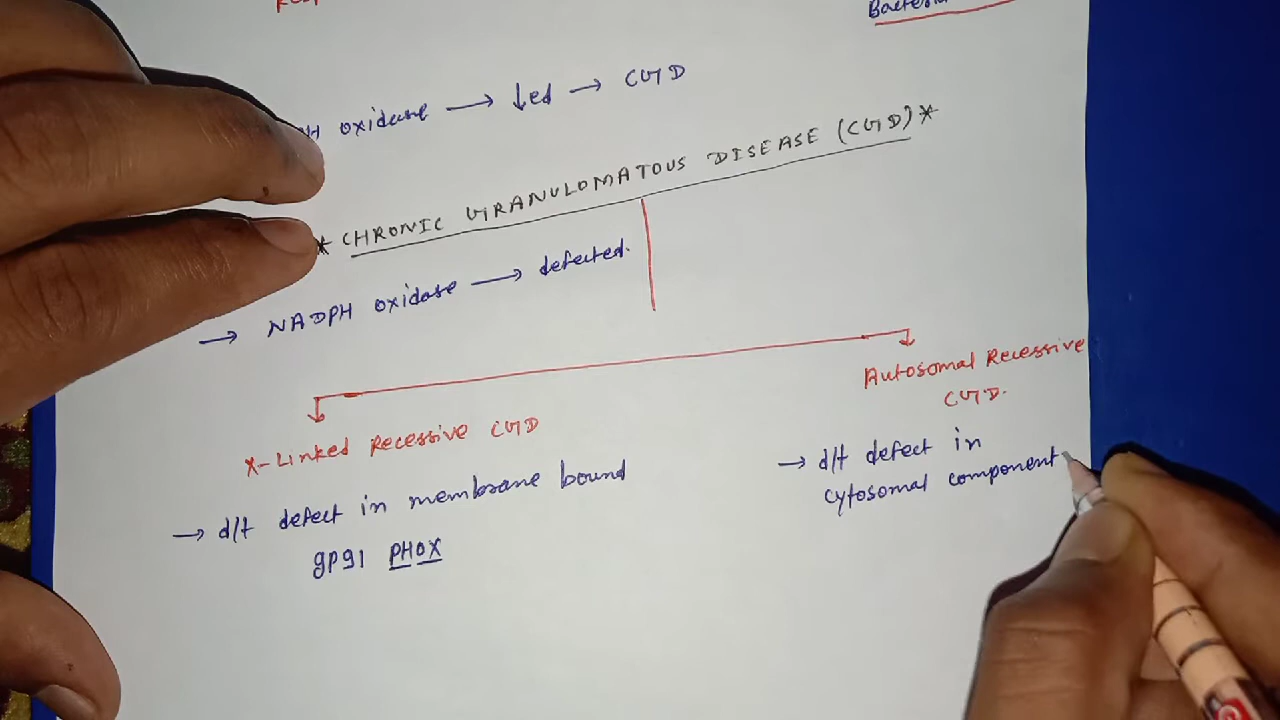 oxidase → ↓ed → CGD
* CHRONIC GRANULOMATOUS DISEASE (CGD) *
→ NADPH oxidase → defected.
X-Linked Recessive CGD
Autosomal Recessive
CGD.
→ d/t defect in membrane bound
gp91 PHOX
→ d/t defect in
cytosomal component